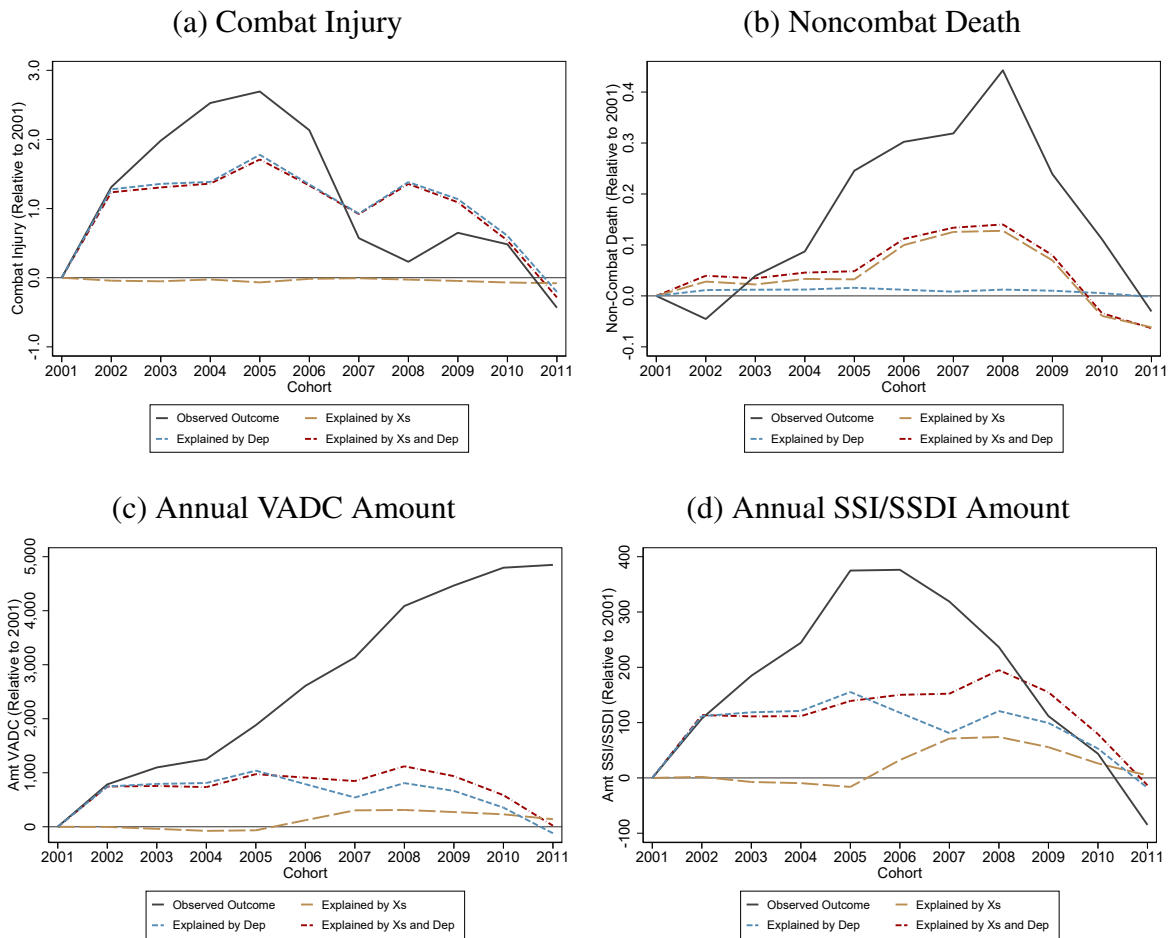 (a) Combat Injury
Combat Injury (Relative to 2001)
3.0
2.0
1.0
0.0
-1.0
2001 2002 2003 2004 2005 2006 2007 2008 2009 2010 2011
Cohort
Observed Outcome Explained by Xs
Explained by Dep Explained by Xs and Dep
(b) Noncombat Death
Non-Combat Death (Relative to 2001)
0.4
0.3
0.2
0.1
0.0
-0.1
2001 2002 2003 2004 2005 2006 2007 2008 2009 2010 2011
Cohort
Observed Outcome Explained by Xs
Explained by Dep Explained by Xs and Dep
(c) Annual VADC Amount
Amt VADC (Relative to 2001)
5,000
4,000
3,000
2,000
1,000
0
2001 2002 2003 2004 2005 2006 2007 2008 2009 2010 2011
Cohort
Observed Outcome Explained by Xs
Explained by Dep Explained by Xs and Dep
(d) Annual SSI/SSDI Amount
Amt SSI/SSDI (Relative to 2001)
400
300
200
100
0
-100
2001 2002 2003 2004 2005 2006 2007 2008 2009 2010 2011
Cohort
Observed Outcome Explained by Xs
Explained by Dep Explained by Xs and Dep